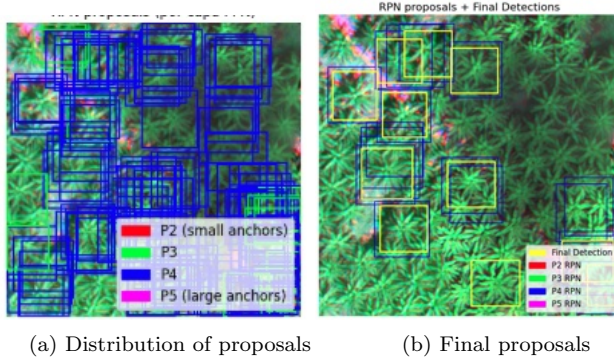 RPN proposals + Final Detections
P2 (small anchors)
P3
P4
P5 (large anchors)
Final Detection
P2 RPN
P3 RPN
P4 RPN
P5 RPN
(a) Distribution of proposals
(b) Final proposals